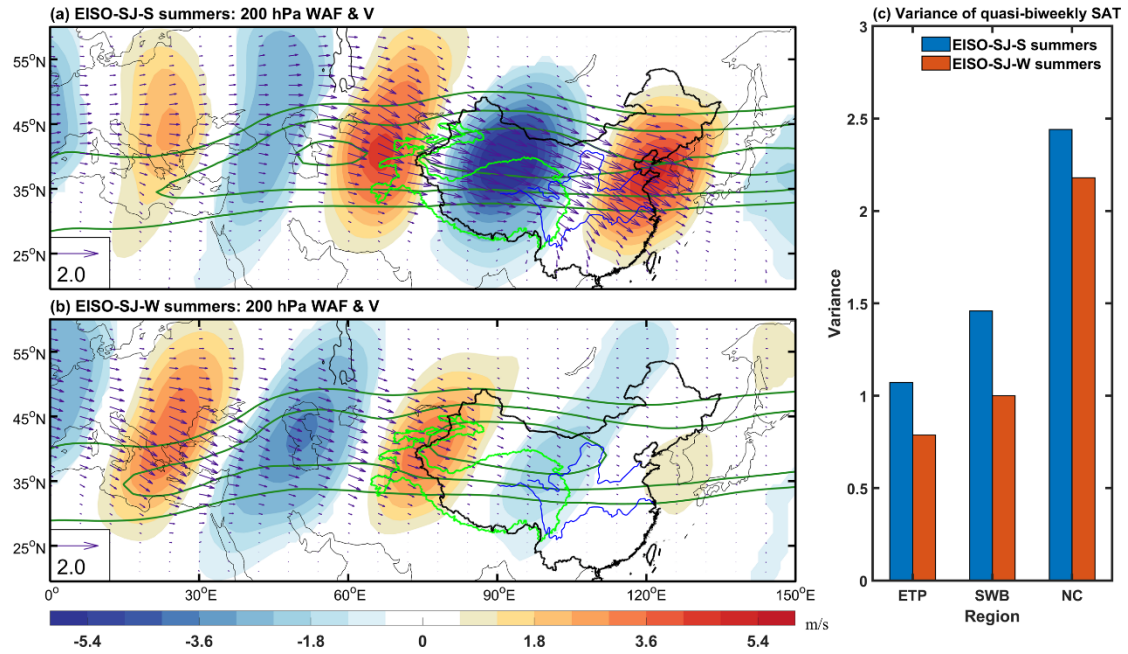 (a) EISO-SJ-S summers: 200 hPa WAF & V
55°N
45°N
35°N
25°N
2.0
(b) EISO-SJ-W summers: 200 hPa WAF & V
55°N
45°N
35°N
25°N
2.0
0°
30°E
60°E
90°E
120°E
150°E
-5.4
-3.6
-1.8
0
1.8
3.6
5.4
m/s
(c) Variance of quasi-biweekly SAT
EISO-SJ-S summers
EISO-SJ-W summers
Variance
3
2.5
2
1.5
1
0.5
0
ETP
SWB
NC
Region